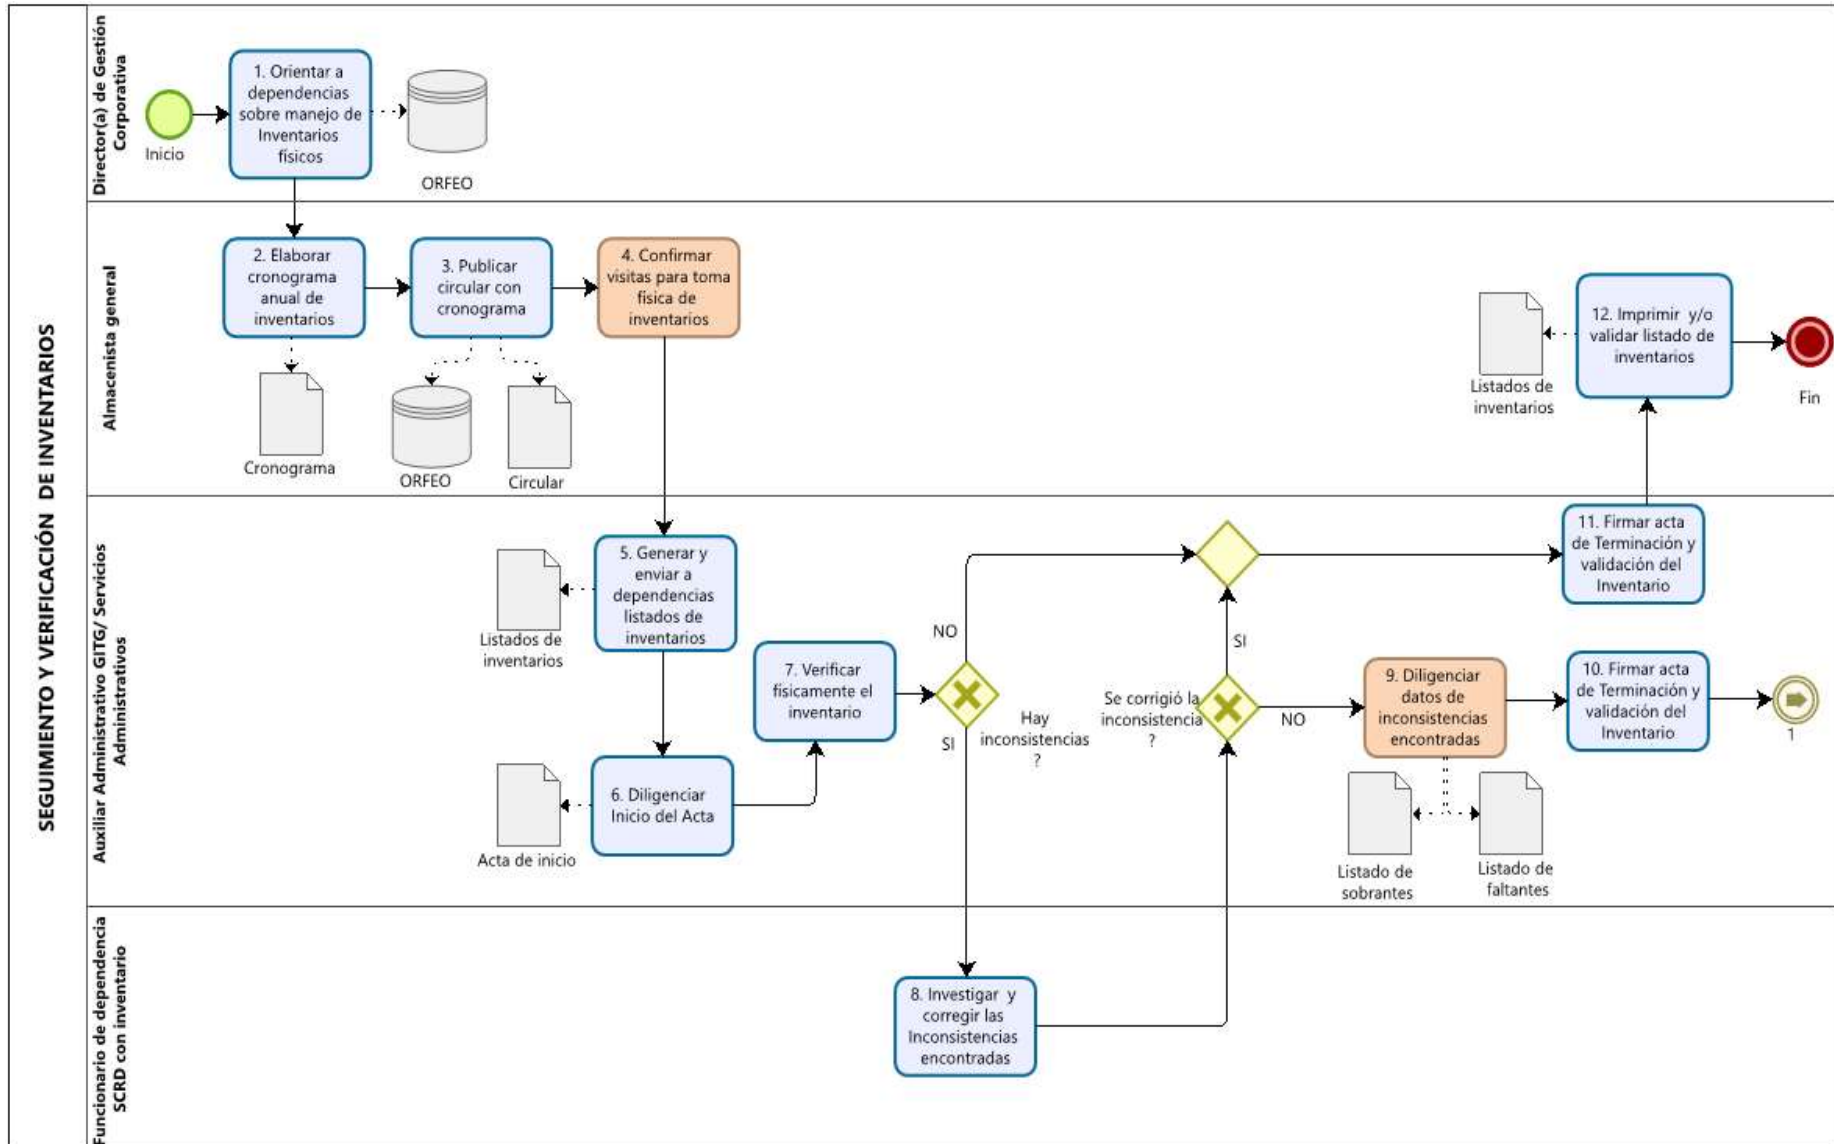 SEGUIMIENTO Y VERIFICACIÓN DE INVENTARIOS
Director(a) de Gestión
Corporativa
Inicio
1. Orientar a
dependencias
sobre manejo de
Inventarios
físicos
ORFEO
Almacenista general
2. Elaborar
cronograma
anual de
inventarios
Cronograma
3. Publicar
circular con
cronograma
ORFEO
Circular
4. Confirmar
visitas para toma
física de
inventarios
Listados de
inventarios
12. Imprimir y/o
validar listado de
inventarios
Fin
Auxiliar Administrativo GITG/ Servicios
Administrativos
5. Generar y
enviar a
dependencias
listados de
inventarios
Listados de
inventarios
6. Diligenciar
Inicio del Acta
Acta de inicio
7. Verificar
físicamente el
inventario
NO
SI
Hay
inconsistencias
?
Se corrigió la
inconsistencia
?
SI
NO
9. Diligenciar
datos de
inconsistencias
encontradas
Listado de
sobrantes
Listado de
faltantes
10. Firmar acta
de Terminación y
validación del
Inventario
1
11. Firmar acta
de Terminación y
validación del
Inventario
Funcionario de dependencia
SCRD con inventario
8. Investigar y
corregir las
Inconsistencias
encontradas